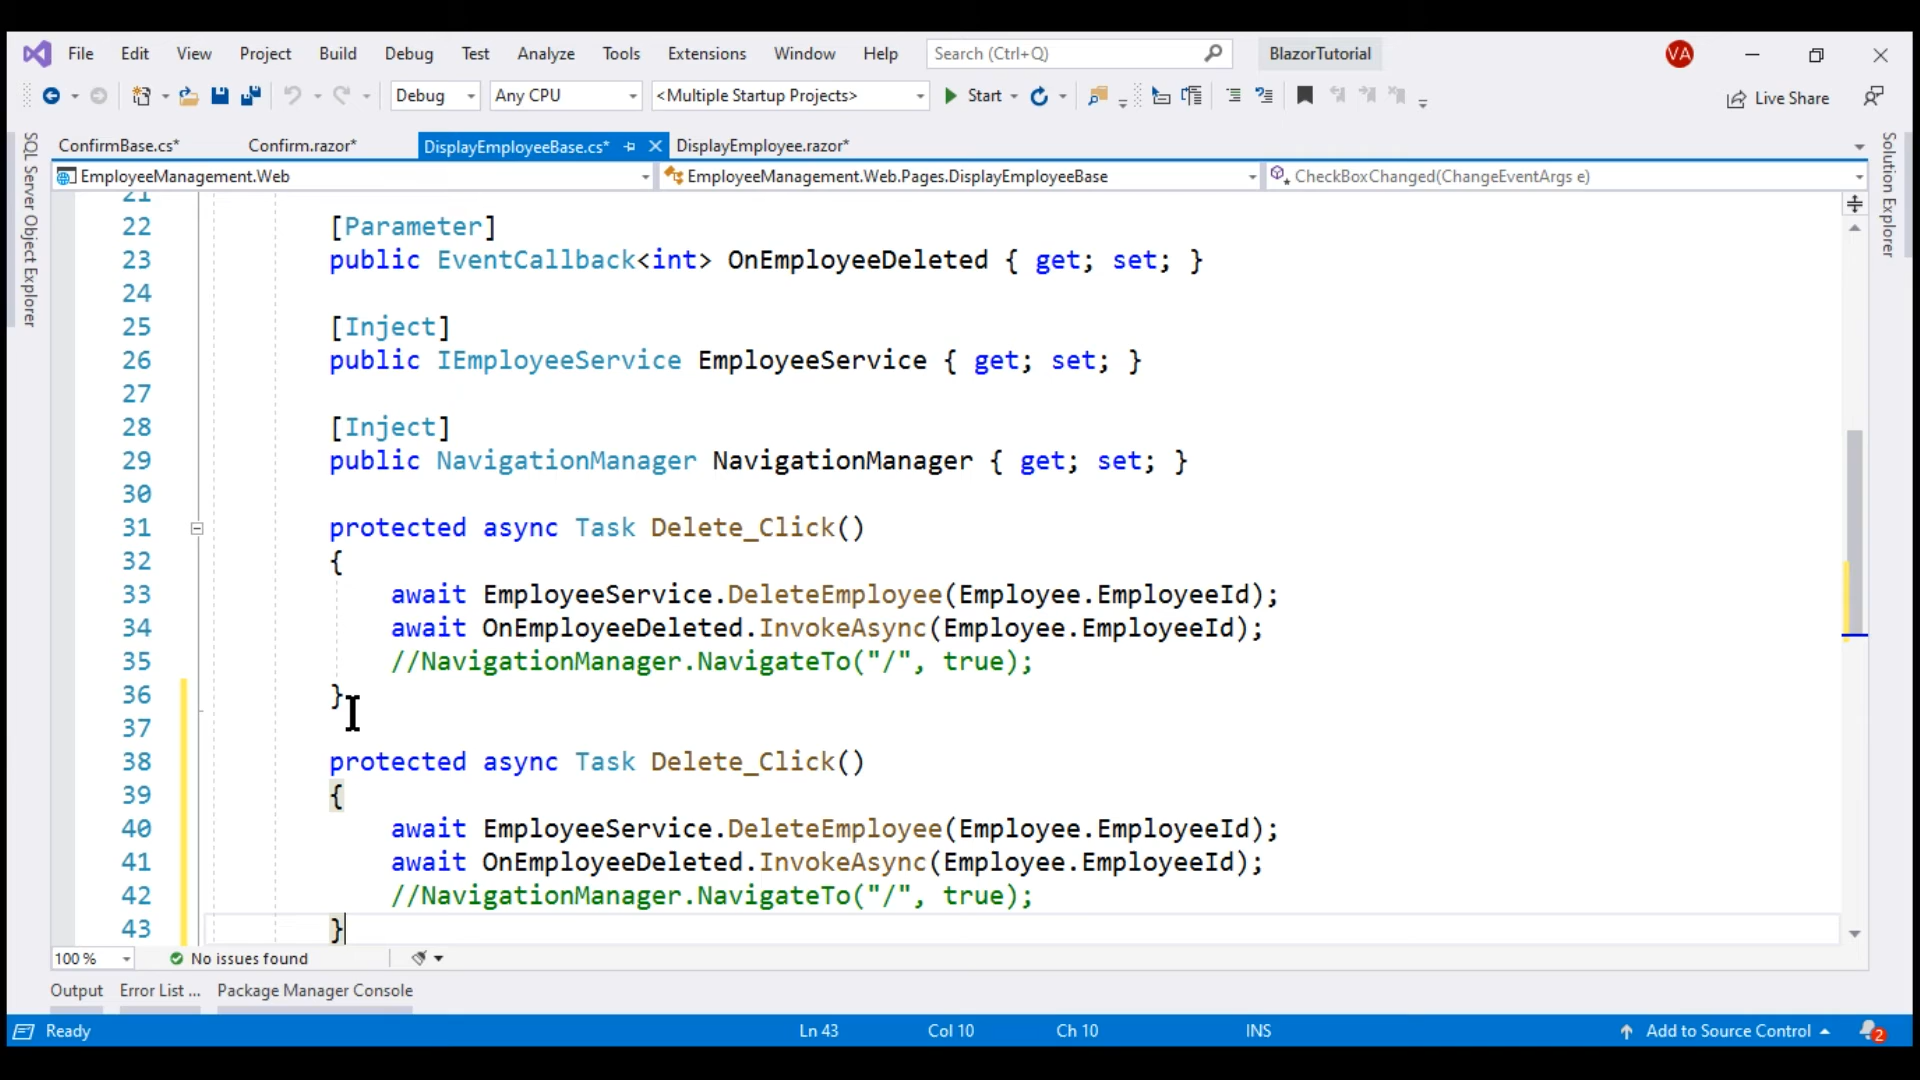 File Edit View Project Build Debug Test Analyze Tools Extensions Window Help Search (Ctrl+Q) BlazorTutorial VA
Debug Any CPU <Multiple Startup Projects> Start Live Share
ConfirmBase.cs* Confirm.razor* DisplayEmployeeBase.cs* DisplayEmployee.razor*
EmployeeManagement.Web EmployeeManagement.Web.Pages.DisplayEmployeeBase CheckBoxChanged(ChangeEventArgs e)
SQL Server Object Explorer
Solution Explorer
21
22 [Parameter]
23 public EventCallback<int> OnEmployeeDeleted { get; set; }
24
25 [Inject]
26 public IEmployeeService EmployeeService { get; set; }
27
28 [Inject]
29 public NavigationManager NavigationManager { get; set; }
30
31 protected async Task Delete_Click()
32 {
33 await EmployeeService.DeleteEmployee(Employee.EmployeeId);
34 await OnEmployeeDeleted.InvokeAsync(Employee.EmployeeId);
35 //NavigationManager.NavigateTo("/", true);
36 }
37
38 protected async Task Delete_Click()
39 {
40 await EmployeeService.DeleteEmployee(Employee.EmployeeId);
41 await OnEmployeeDeleted.InvokeAsync(Employee.EmployeeId);
42 //NavigationManager.NavigateTo("/", true);
43 }
100 % No issues found
Output Error List ... Package Manager Console
Ready Ln 43 Col 10 Ch 10 INS Add to Source Control 2